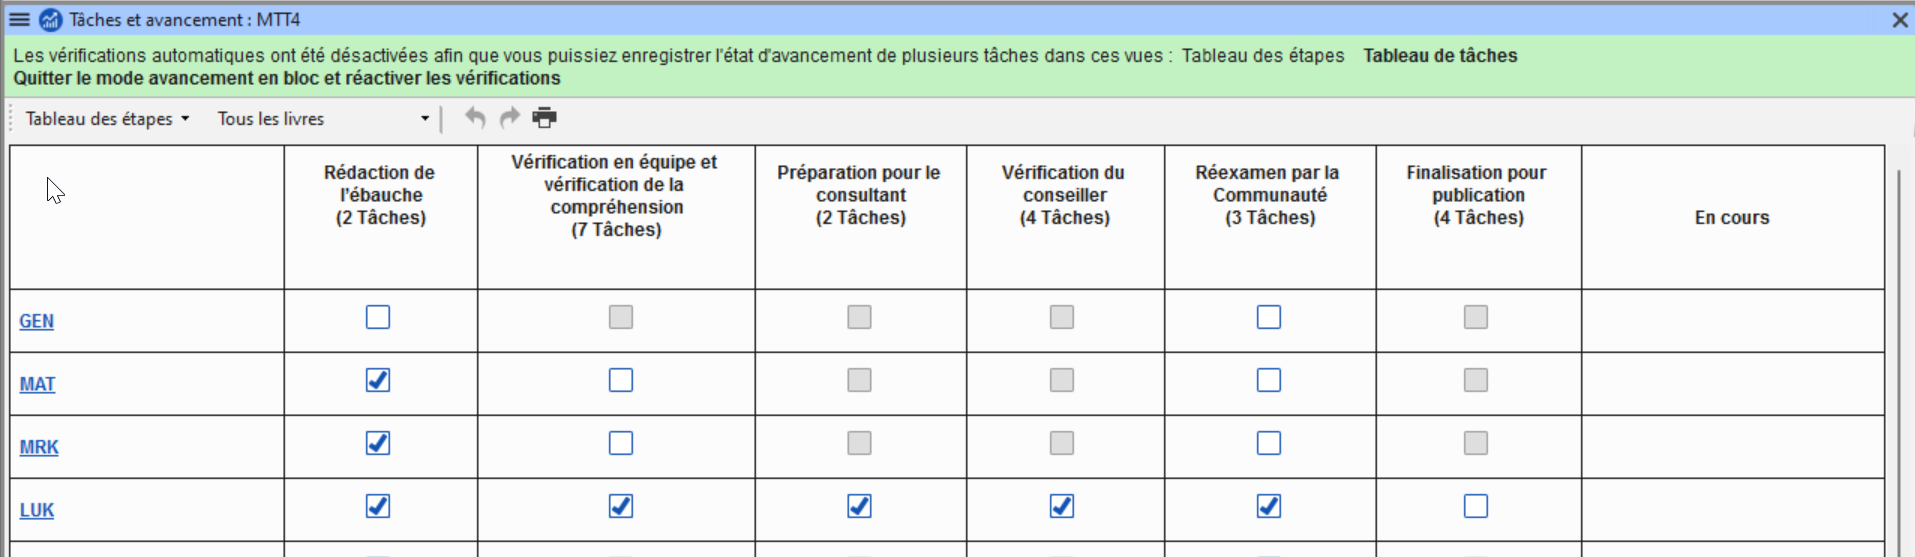 Tâches et avancement : MTT4
Les vérifications automatiques ont été désactivées afin que vous puissiez enregistrer l'état d'avancement de plusieurs tâches dans ces vues : Tableau des étapes Tableau de tâches
Quitter le mode avancement en bloc et réactiver les vérifications
Tableau des étapes Tous les livres
Rédaction de
l'ébauche
(2 Tâches)
Vérification en équipe et
vérification de la
compréhension
(7 Tâches)
Préparation pour le
consultant
(2 Tâches)
Vérification du
conseiller
(4 Tâches)
Réexamen par la
Communauté
(3 Tâches)
Finalisation pour
publication
(4 Tâches)
En cours
GEN
MAT
MRK
LUK